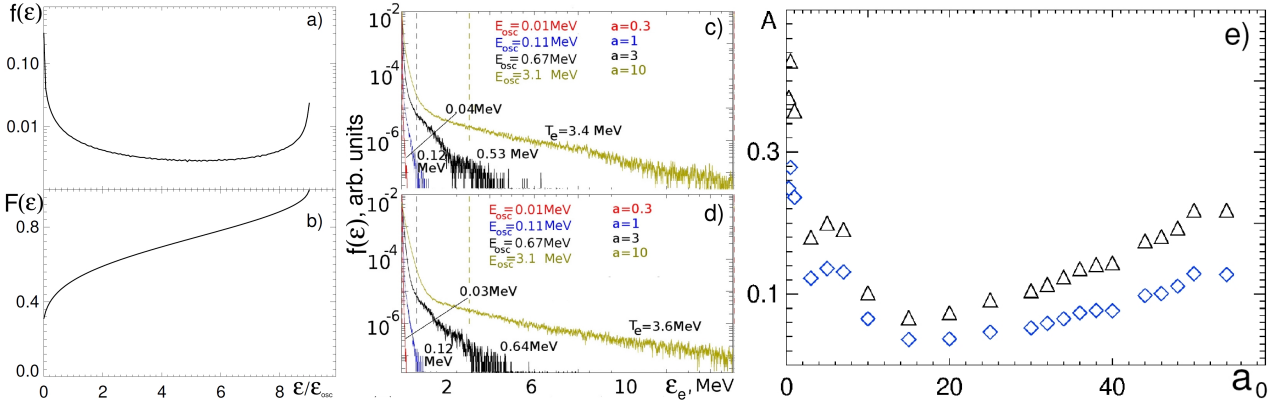 f(ε)
a)
0.10
0.01
F(ε)
b)
0.8
0.4
0.0
0 2 4 6 8
ε/ε_osc
f(ε), arb. units
10^-2
c)
E_osc=0.01MeV a=0.3
E_osc=0.11MeV a=1
E_osc=0.67MeV a=3
E_osc=3.1 MeV a=10
10^-4
0.04MeV
T_e=3.4 MeV
10^-6
0.12
MeV
0.53 MeV
10^-2
d)
E_osc=0.01MeV a=0.3
E_osc=0.11MeV a=1
E_osc=0.67MeV a=3
E_osc=3.1 MeV a=10
10^-4
0.03MeV
10^-6
T_e=3.6MeV
0.12
MeV
0.64MeV
2 6 10
ε_e, MeV
A
e)
0.3
0.1
0 20 40 a 0